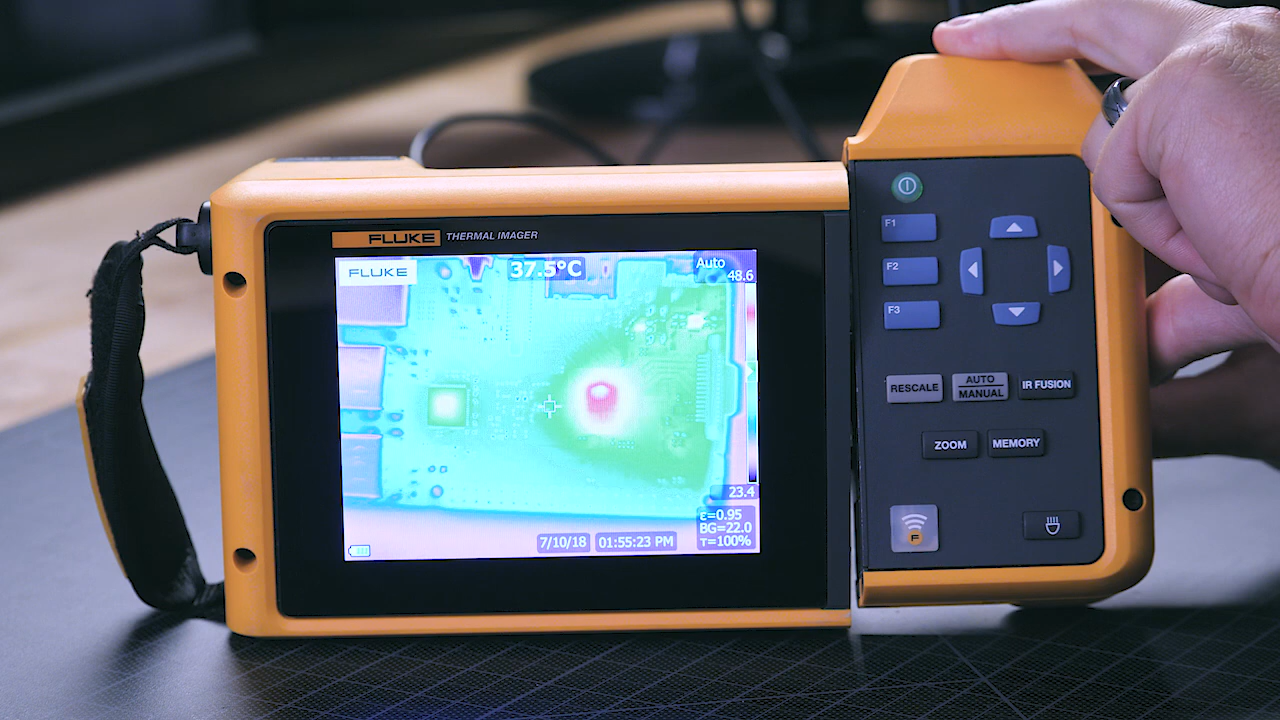 FLUKE THERMAL IMAGER
FLUKE
37.5°C
Auto
48.6
23.4
ε=0.95
BG=22.0
τ=100%
7/10/18 01:55:23 PM
F1
F2
F3
RESCALE
AUTO
MANUAL
IR FUSION
ZOOM
MEMORY
F